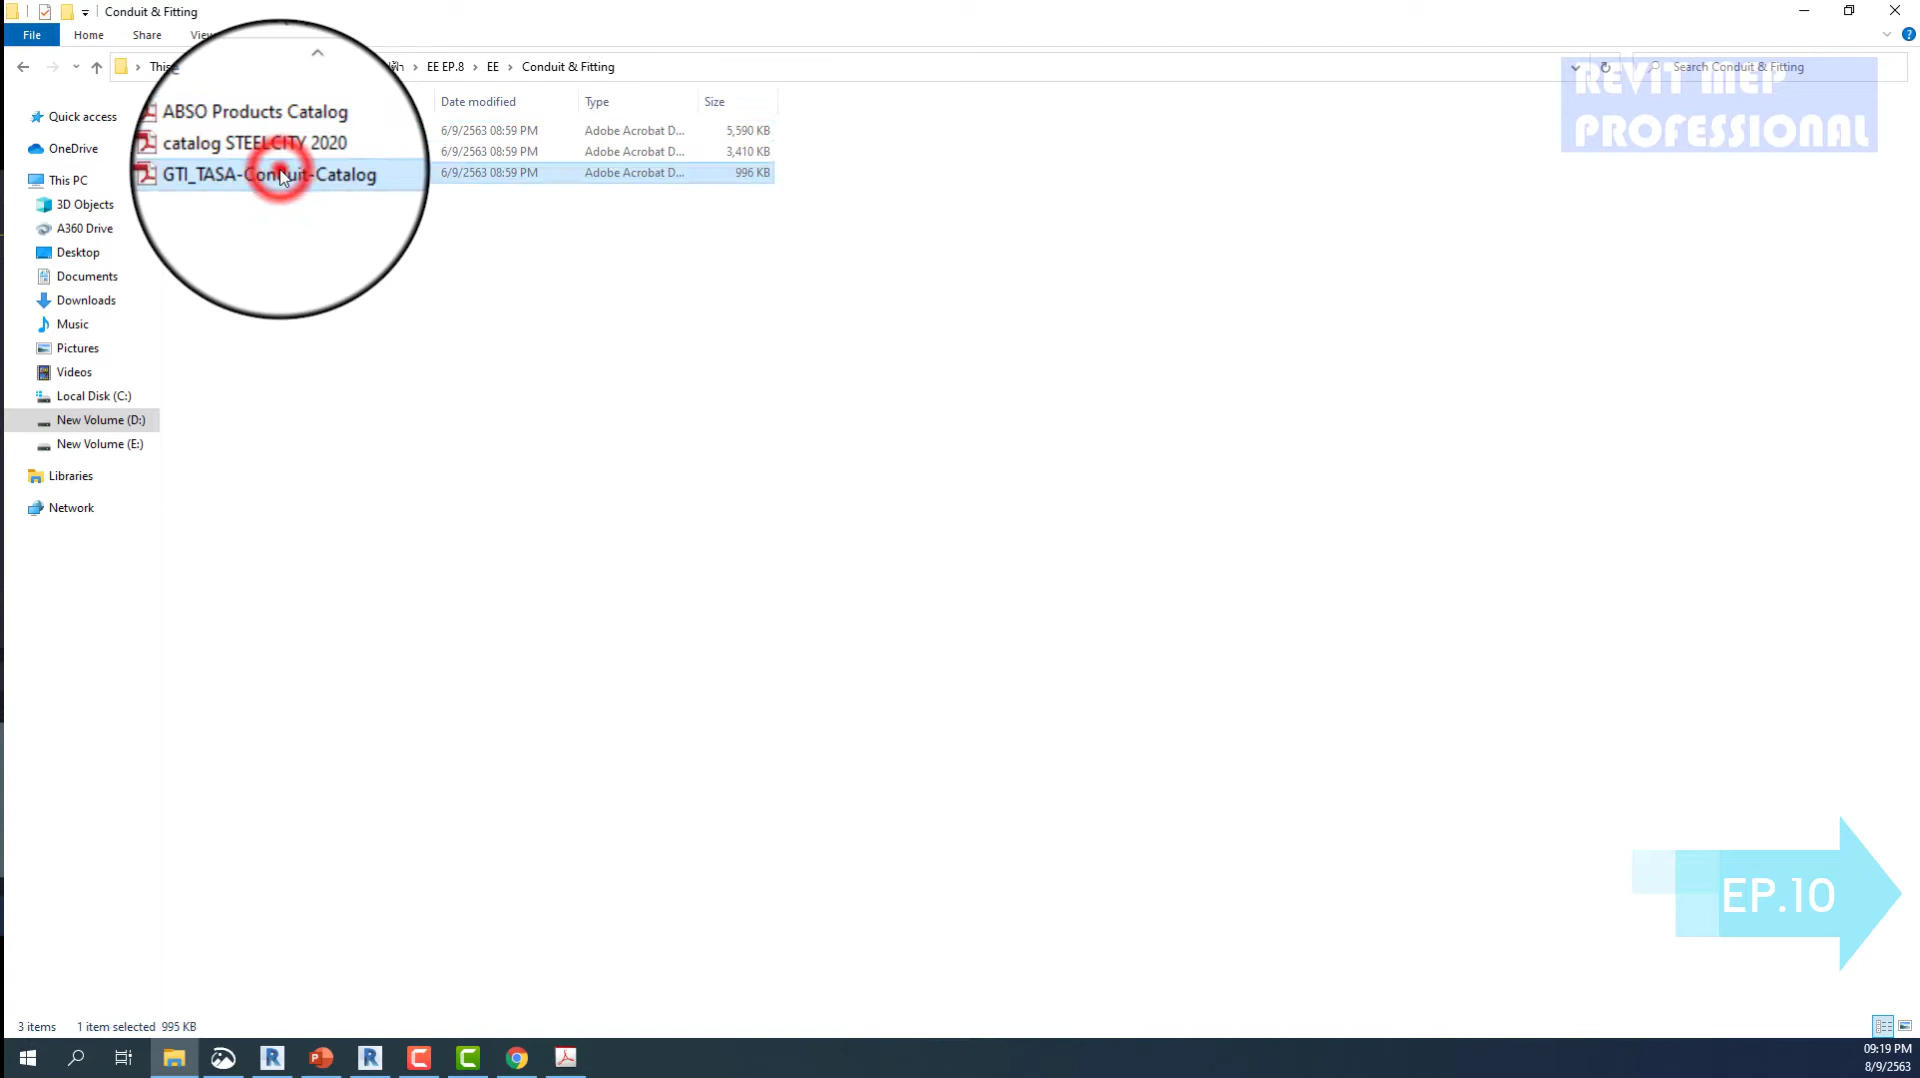 Conduit & Fitting
File Home Share
This
EE EP.8 › EE › Conduit & Fitting
Search Conduit & Fitting
REVIT MEP
PROFESSIONAL
Date modified Type Size
ABSO Products Catalog 6/9/2563 08:59 PM Adobe Acrobat D... 5,590 KB
catalog STEELCITY 2020 6/9/2563 08:59 PM Adobe Acrobat D... 3,410 KB
GTI_TASA-Conduit-Catalog 6/9/2563 08:59 PM Adobe Acrobat D... 996 KB
Quick access
OneDrive
This PC
3D Objects
A360 Drive
Desktop
Documents
Downloads
Music
Pictures
Videos
Local Disk (C:)
New Volume (D:)
New Volume (E:)
Libraries
Network
EP.10
3 items 1 item selected 995 KB
09:19 PM
8/9/2563